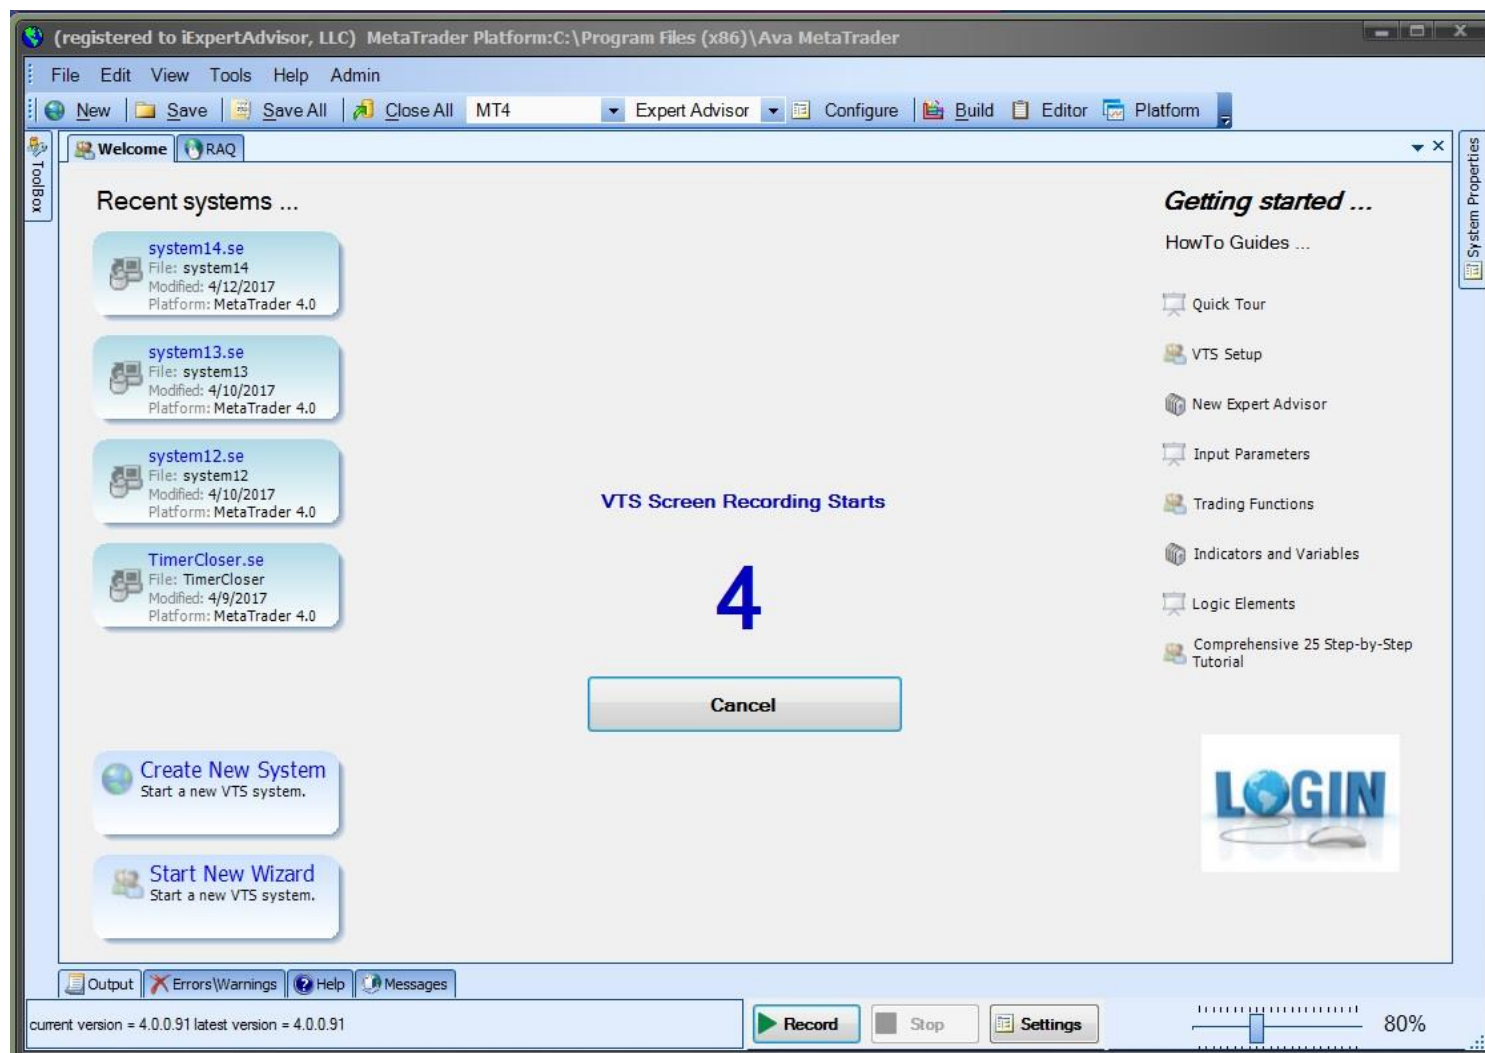 (registered to iExpertAdvisor, LLC) MetaTrader Platform:C:\Program Files (x86)\Ava MetaTrader
File Edit View Tools Help Admin
New Save Save All Close All MT4 Expert Advisor Configure Build Editor Platform
ToolBox
Welcome RAQ
System Properties
Recent systems ...
system14.se
File: system14
Modified: 4/12/2017
Platform: MetaTrader 4.0
system13.se
File: system13
Modified: 4/10/2017
Platform: MetaTrader 4.0
system12.se
File: system12
Modified: 4/10/2017
Platform: MetaTrader 4.0
TimerCloser.se
File: TimerCloser
Modified: 4/9/2017
Platform: MetaTrader 4.0
Create New System
Start a new VTS system.
Start New Wizard
Start a new VTS system.
VTS Screen Recording Starts
4
Cancel
Getting started ...
HowTo Guides ...
Quick Tour
VTS Setup
New Expert Advisor
Input Parameters
Trading Functions
Indicators and Variables
Logic Elements
Comprehensive 25 Step-by-Step
Tutorial
LOGIN
Output Errors\Warnings Help Messages
current version = 4.0.0.91 latest version = 4.0.0.91
Record Stop Settings 80%